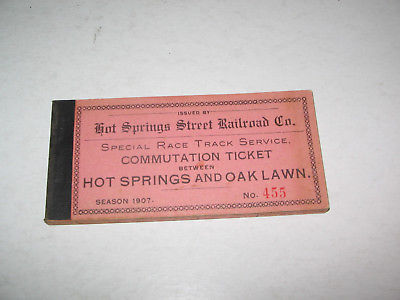 ISSUED BY
Hot Springs Street Railroad Co.
SPECIAL RACE TRACK SERVICE,
COMMUTATION TICKET
BETWEEN
HOT SPRINGS AND OAK LAWN.
SEASON 1907. No. 455